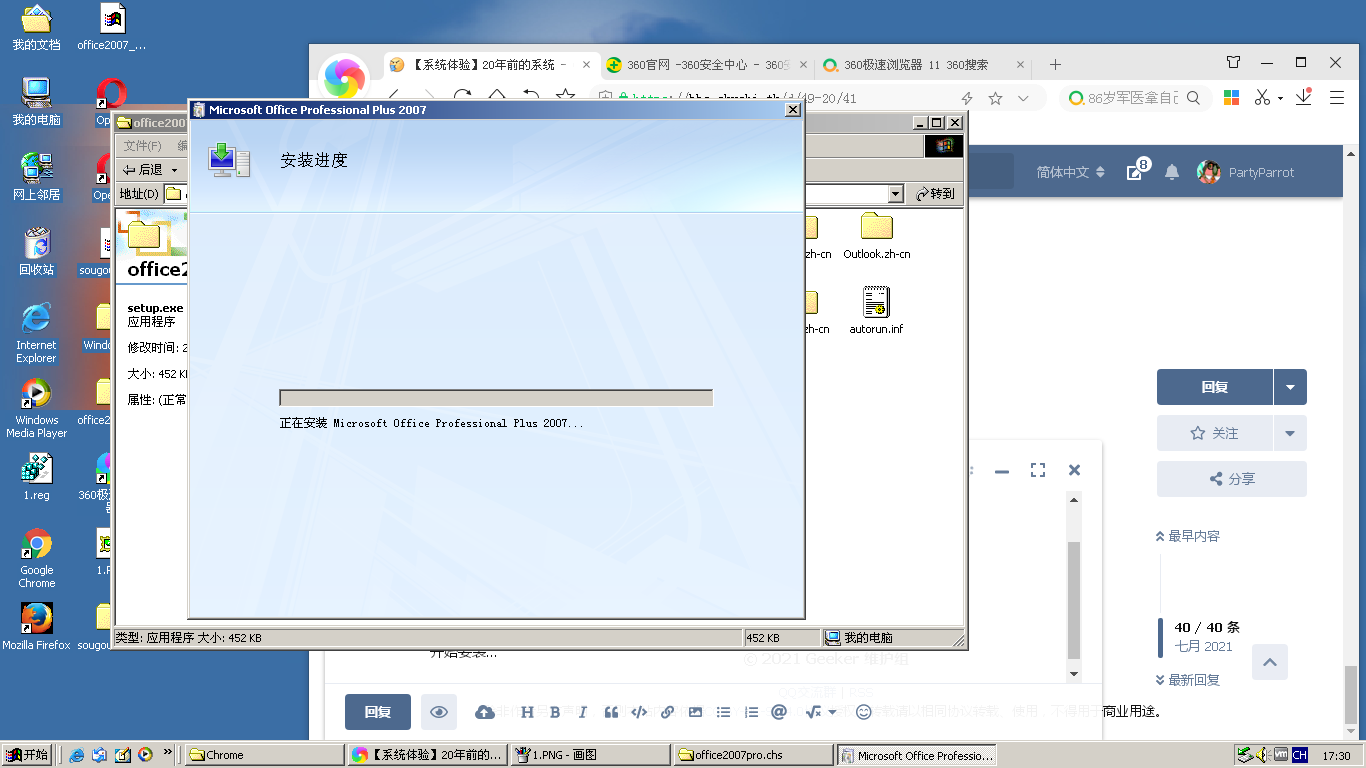 我的文档
office2007_...
我的电脑
Op
网上邻居
Ope
回收站
sougou
Internet Explorer
Windo
Windows Media Player
office2
1.reg
360极
Google Chrome
1.P
Mozilla Firefox
sougou
【系统体验】20年前的系统 -
360官网 -360安全中心 - 360
360极速浏览器 11 360搜索
86岁军医拿自己
简体中文
8
PartyParrot
office200
文件(F)
后退
地址(D)
转到
office2
setup.exe
应用程序
修改时间: 2
大小: 452 KB
属性: (正常
zh-cn
Outlook.zh-cn
zh-cn
autorun.inf
类型: 应用程序 大小: 452 KB
452 KB
我的电脑
Microsoft Office Professional Plus 2007
安装进度
正在安装 Microsoft Office Professional Plus 2007...
回复
关注
分享
最早内容
40 / 40 条
七月 2021
最新回复
开始安装...
© 2021 Geeker 维护组
回复
商业用途。
开始
Chrome
【系统体验】20年前的...
1.PNG - 画图
office2007pro.chs
Microsoft Office Professio...
CH
17:30